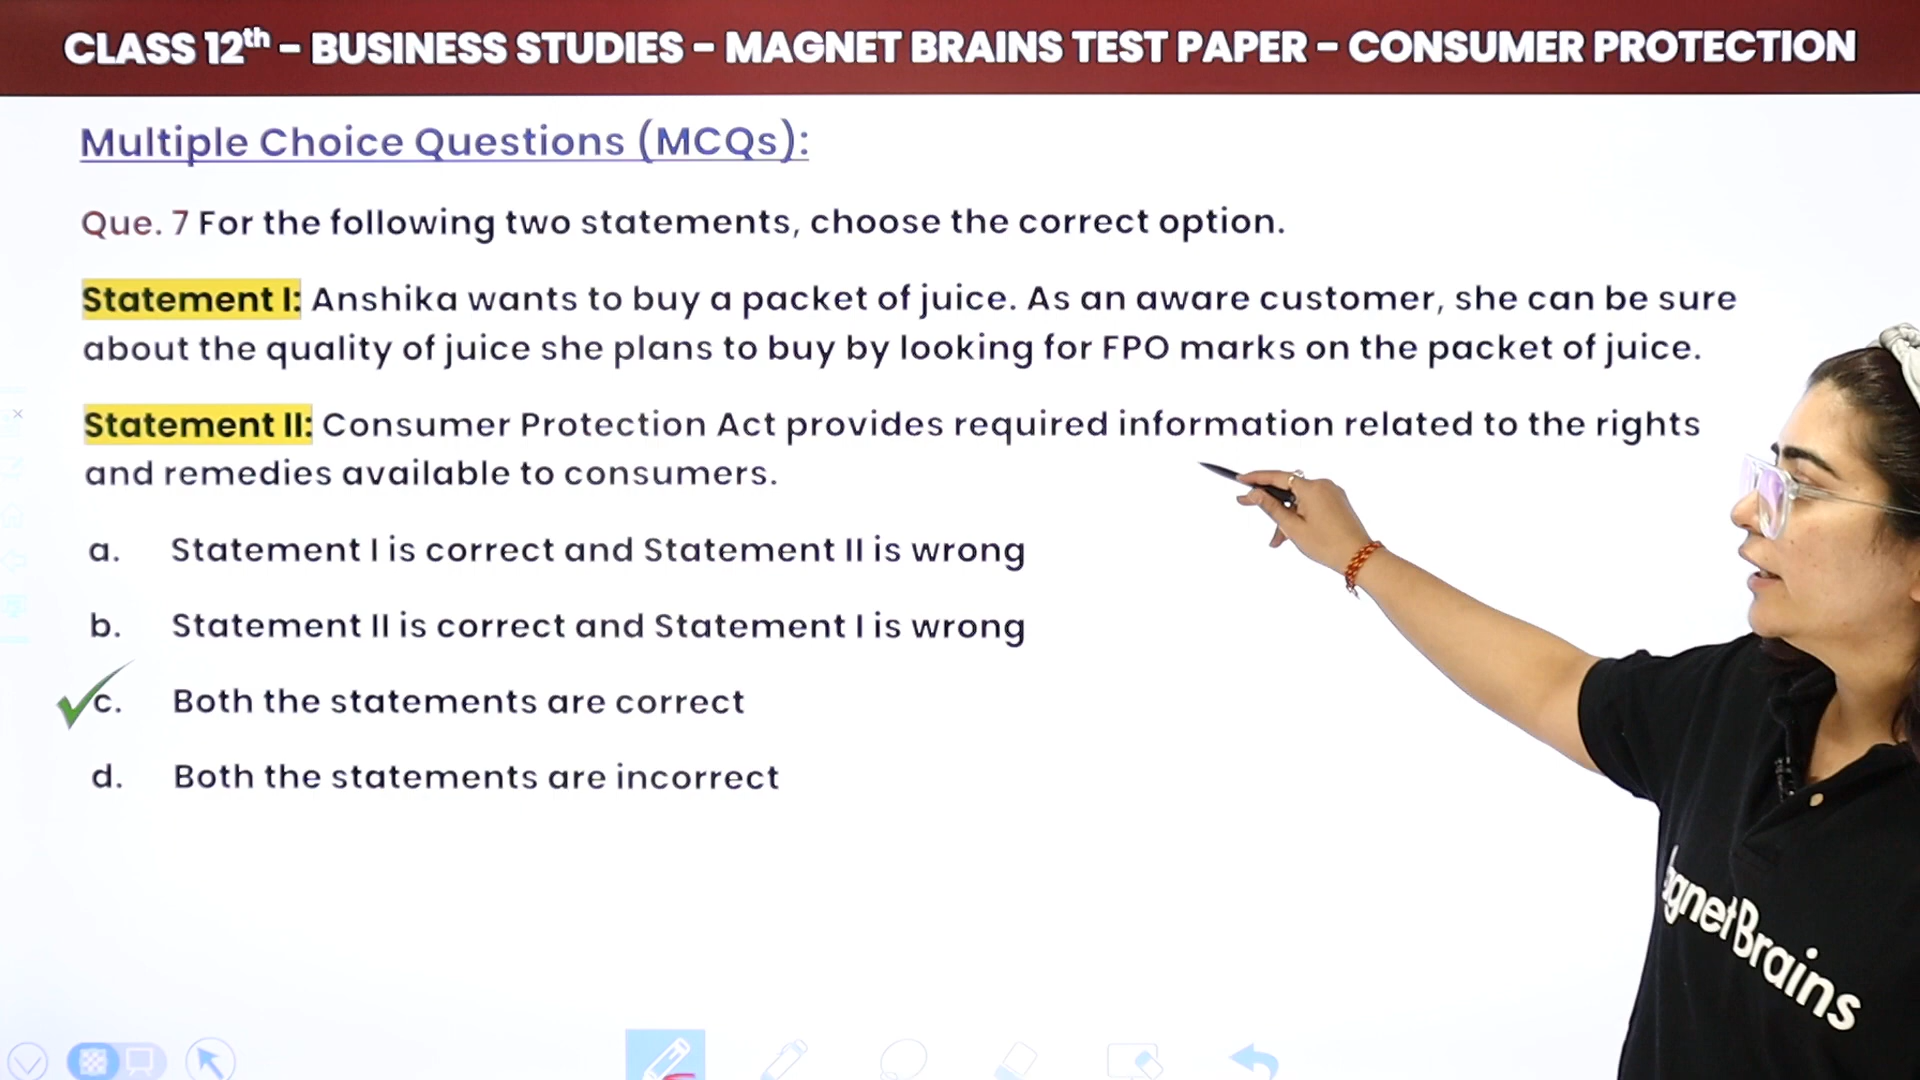 CLASS 12th – BUSINESS STUDIES – MAGNET BRAINS TEST PAPER – CONSUMER PROTECTION
Multiple Choice Questions (MCQs):
Que. 7 For the following two statements, choose the correct option.
Statement I: Anshika wants to buy a packet of juice. As an aware customer, she can be sure
about the quality of juice she plans to buy by looking for FPO marks on the packet of juice.
Statement II: Consumer Protection Act provides required information related to the rights
and remedies available to consumers.
a. Statement I is correct and Statement II is wrong
b. Statement II is correct and Statement I is wrong
c. Both the statements are correct
d. Both the statements are incorrect
gnetBrains